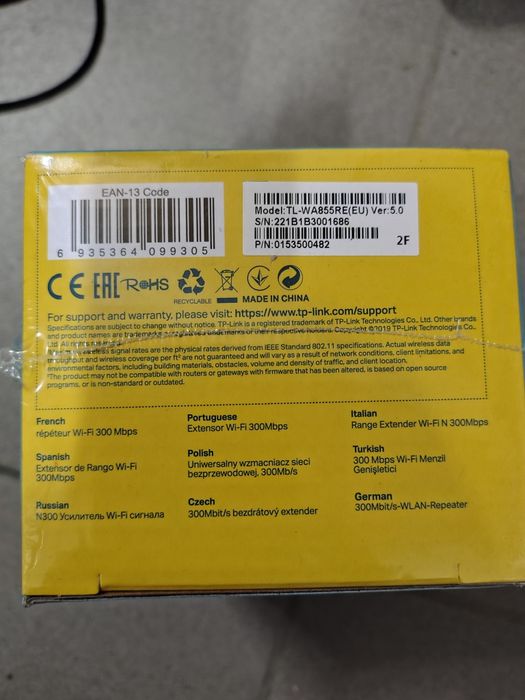 EAN-13 Code
6 935364 099305
Model:TL-WA855RE(EU) Ver:5.0
S/N:221B1B3001686
P/N:0153500482
2F
CE EAC RoHS
RECYCLABLE
MADE IN CHINA
For support and warranty, please visit: https://www.tp-link.com/support
Specifications are subject to change without notice. TP-Link is a registered trademark of TP-Link Technologies Co., Ltd. Other brands
and product names are trademarks or registered trademarks of their respective holders. Copyright ©2019 TP-Link Technologies Co.,
Ltd. All rights reserved.
wireless signal rates are the physical rates derived from IEEE Standard 802.11 specifications. Actual wireless data
throughput and wireless coverage per ft² are not guaranteed and will vary as a result of network conditions, client limitations, and
environmental factors, including building materials, obstacles, volume and density of traffic, and client location.
*The product may not be compatible with routers or gateways with firmware that has been altered, is based on open source
programs, or is non-standard or outdated.
French
répéteur Wi-Fi 300 Mbps
Portuguese
Extensor Wi-Fi 300Mbps
Italian
Range Extender Wi-Fi N 300Mbps
Spanish
Extensor de Rango Wi-Fi
300Mbps
Polish
Uniwersalny wzmacniacz sieci
bezprzewodowej, 300Mb/s
Turkish
300 Mbps Wi-Fi Menzil
Genişletici
Russian
N300 Усилитель Wi-Fi сигнала
Czech
300Mbit/s bezdrátový extender
German
300Mbit/s-WLAN-Repeater